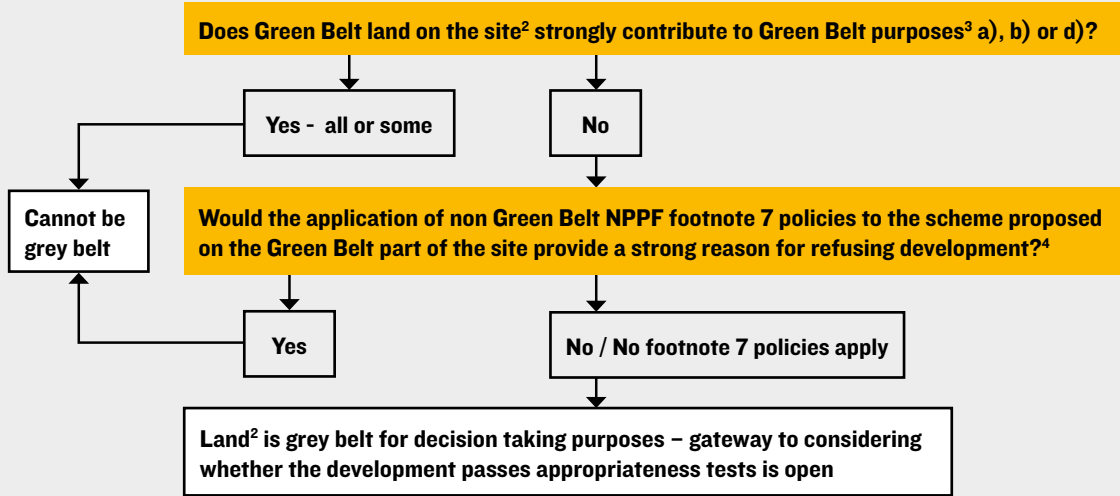 Does Green Belt land on the site² strongly contribute to Green Belt purposes³ a), b) or d)?
Yes - all or some
No
Cannot be
grey belt
Would the application of non Green Belt NPPF footnote 7 policies to the scheme proposed
on the Green Belt part of the site provide a strong reason for refusing development?⁴
Yes
No / No footnote 7 policies apply
Land² is grey belt for decision taking purposes – gateway to considering
whether the development passes appropriateness tests is open